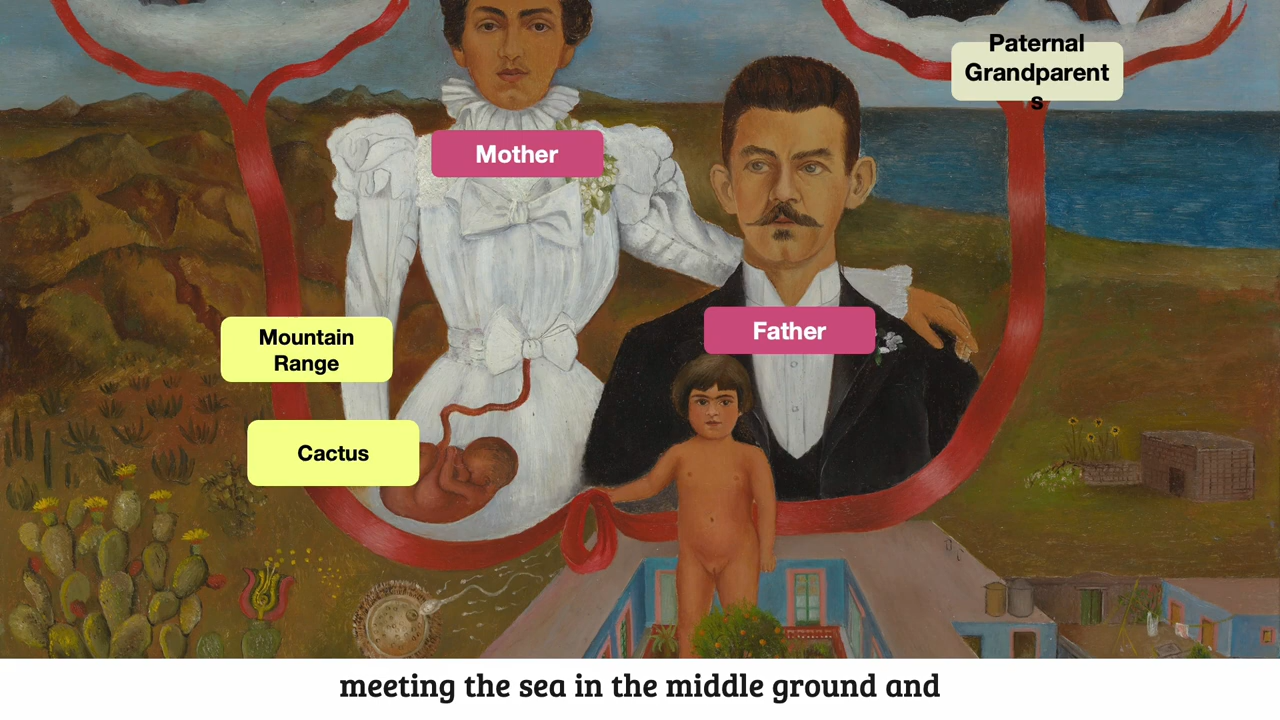 Paternal
Grandparent
s
Mother
Father
Mountain
Range
Cactus
meeting the sea in the middle ground and